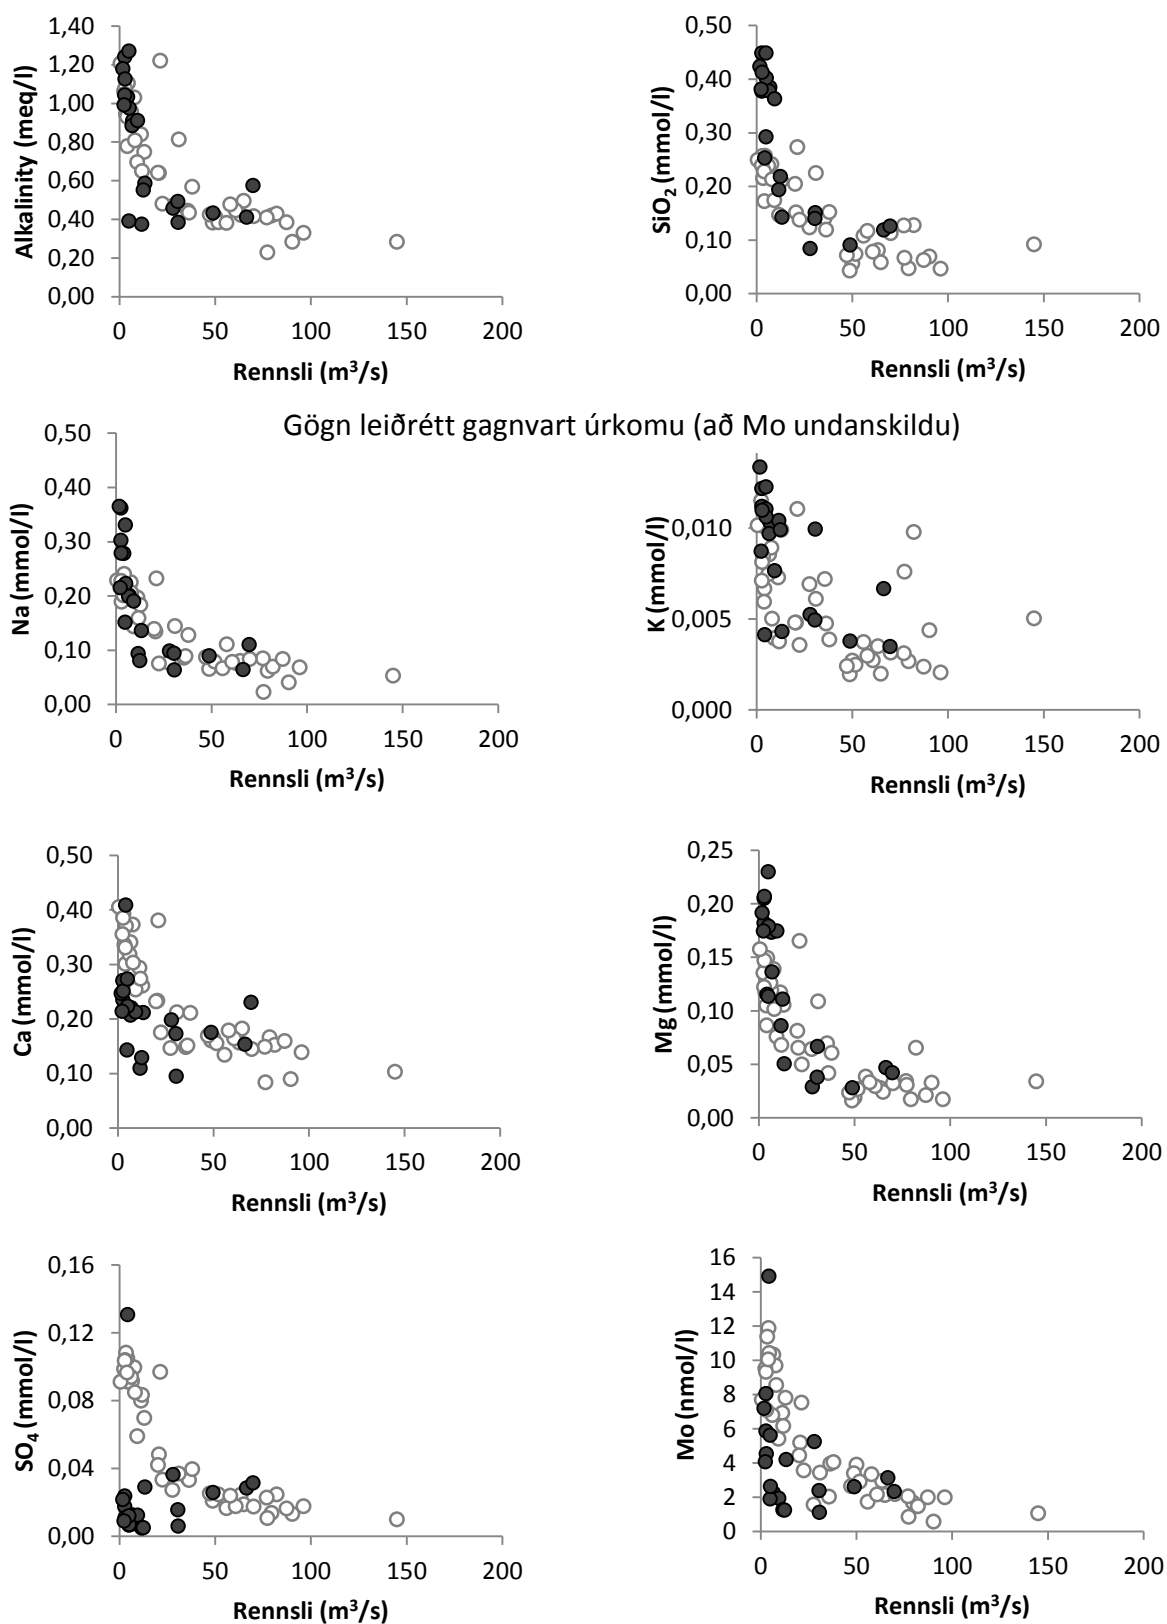 1,40
1,20
1,00
0,80
0,60
0,40
0,20
0,00
Alkalinity (meq/l)
0 50 100 150 200
Rennsli (m³/s)
0,50
0,40
0,30
0,20
0,10
0,00
SiO₂ (mmol/l)
0 50 100 150 200
Rennsli (m³/s)
Gögn leiðrétt gagnvart úrkomu (að Mo undanskildu)
0,50
0,40
0,30
0,20
0,10
0,00
Na (mmol/l)
0 50 100 150 200
Rennsli (m³/s)
0,010
0,005
0,000
K (mmol/l)
0 50 100 150 200
Rennsli (m³/s)
0,50
0,40
0,30
0,20
0,10
0,00
Ca (mmol/l)
0 50 100 150 200
Rennsli (m³/s)
0,25
0,20
0,15
0,10
0,05
0,00
Mg (mmol/l)
0 50 100 150 200
Rennsli (m³/s)
0,16
0,12
0,08
0,04
0,00
SO₄ (mmol/l)
0 50 100 150 200
Rennsli (m³/s)
16
14
12
10
8
6
4
2
0
Mo (nmol/l)
0 50 100 150 200
Rennsli (m³/s)